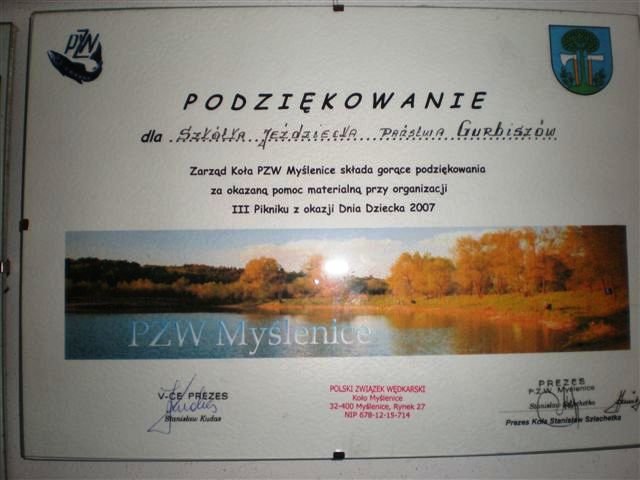 PZW
PODZIĘKOWANIE
dla Szkółka Jeździecka Państwa Gurbiszów
Zarząd Koła PZW Myślenice składa gorące podziękowania
za okazaną pomoc materialną przy organizacji
III Pikniku z okazji Dnia Dziecka 2007
PZW Myślenice
V-CE PREZES
Stanisław Kudas
POLSKI ZWIĄZEK WĘDKARSKI
Koło Myślenice
32-400 Myślenice, Rynek 27
NIP 678-12-15-714
PREZES
P.Z.W. Myślenice
Stanisław Szlachetka
Prezes Koła Stanisław Szlachetka